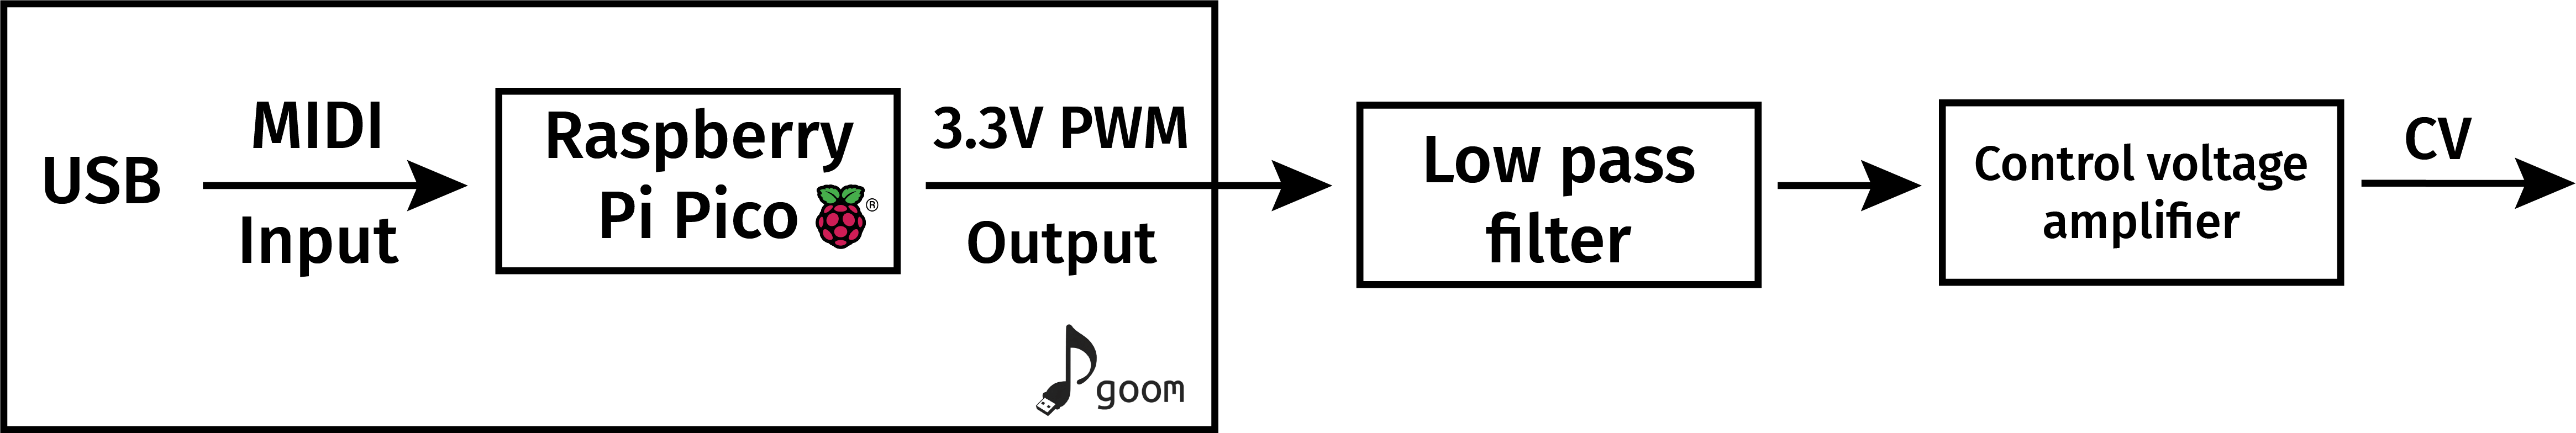 USB
MIDI
Input
Raspberry
Pi Pico ®
3.3V PWM
Output
goom
Low pass
filter
Control voltage
amplifier
CV